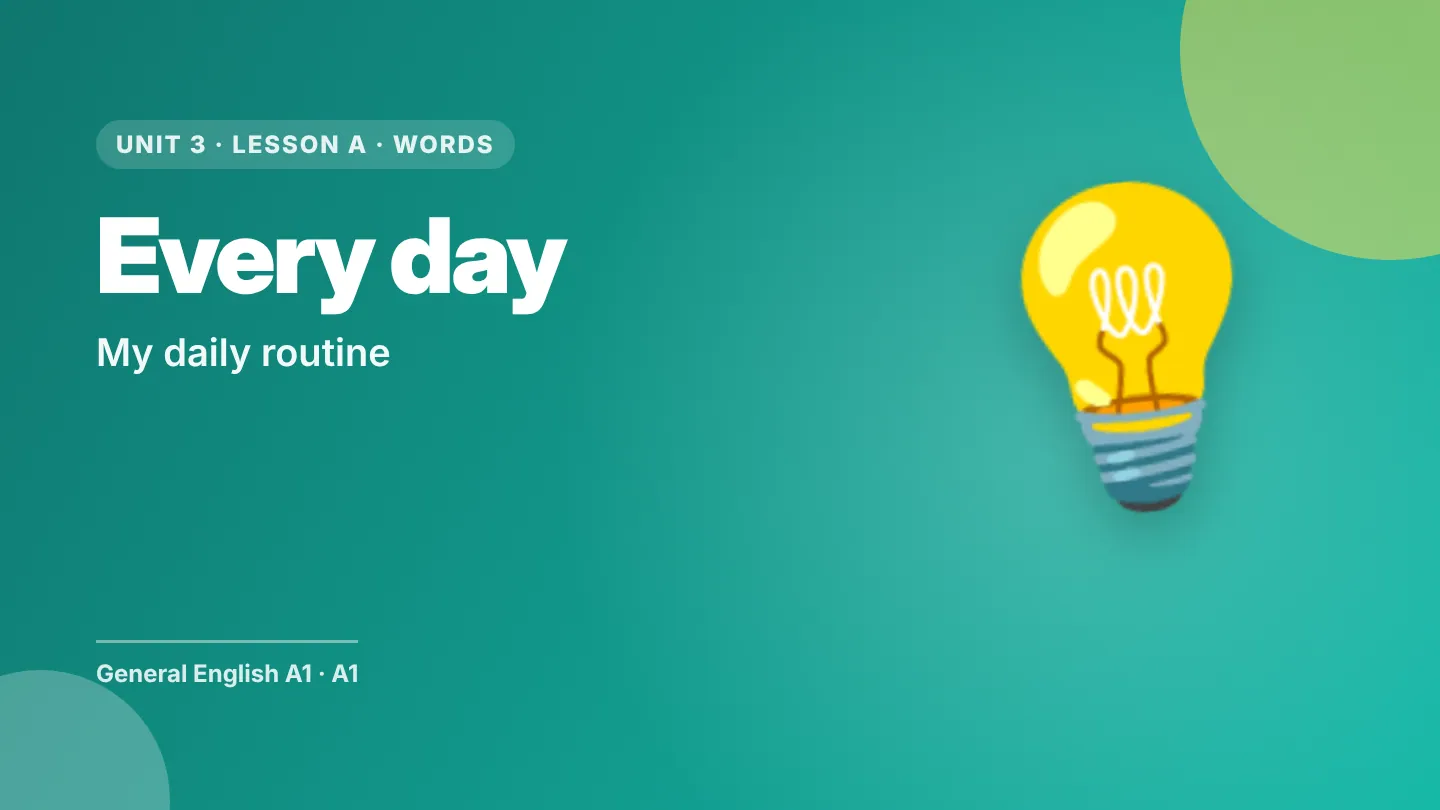 UNIT 3 · LESSON A · WORDS
Every day
My daily routine
General English A1 · A1